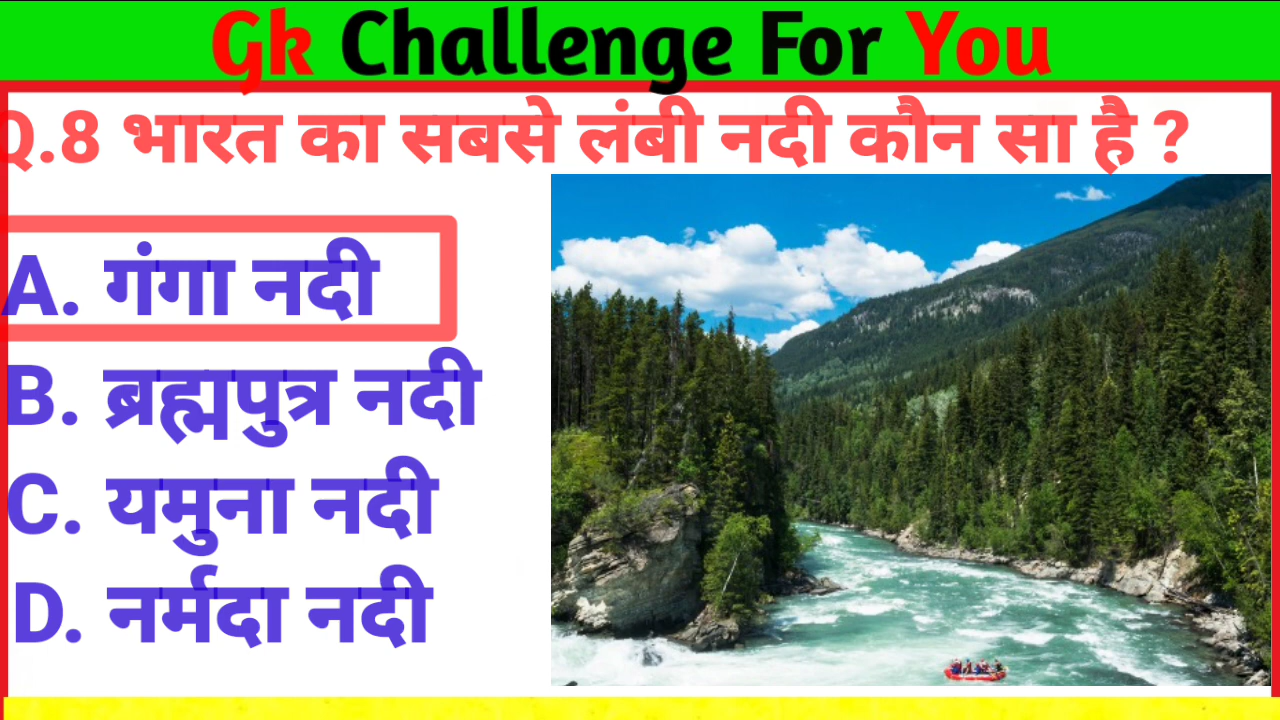 Gk Challenge For You
Q.8 भारत का सबसे लंबी नदी कौन सा है ?
A. गंगा नदी
B. ब्रह्मपुत्र नदी
C. यमुना नदी
D. नर्मदा नदी